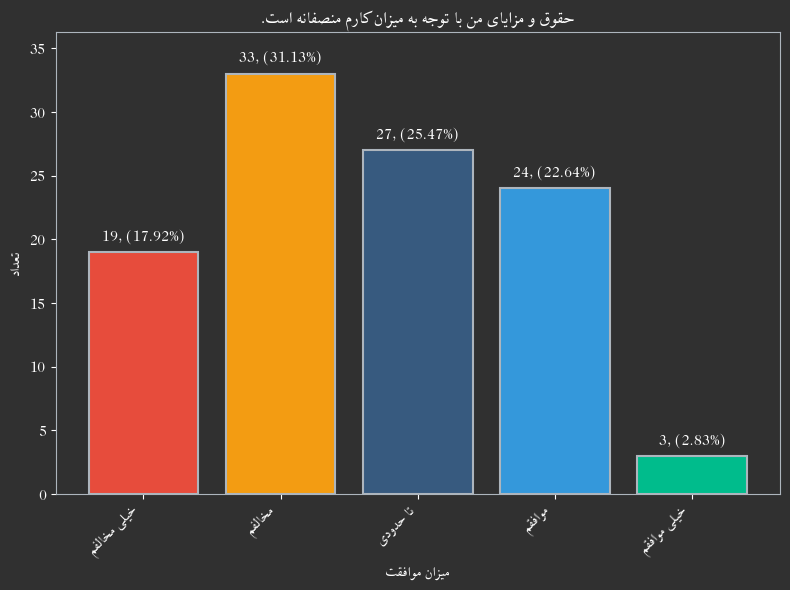 حقوق و مزایای من با توجه به میزان کارم منصفانه است.
تعداد
35
30
25
20
15
10
5
0
19, (17.92%)
33, (31.13%)
27, (25.47%)
24, (22.64%)
3, (2.83%)
خیلی مخالفم
مخالفم
تا حدودی
موافقم
خیلی موافقم
میزان موافقت